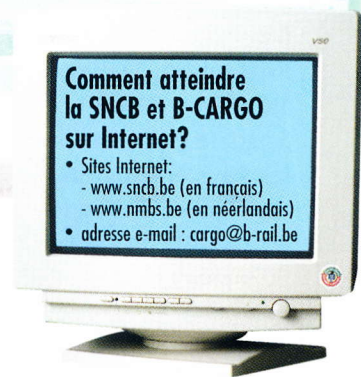 V50
Comment atteindre
la SNCB et B-CARGO
sur Internet?
• Sites Internet:
- www.sncb.be (en français)
- www.nmbs.be (en néerlandais)
• adresse e-mail : cargo@b-rail.be